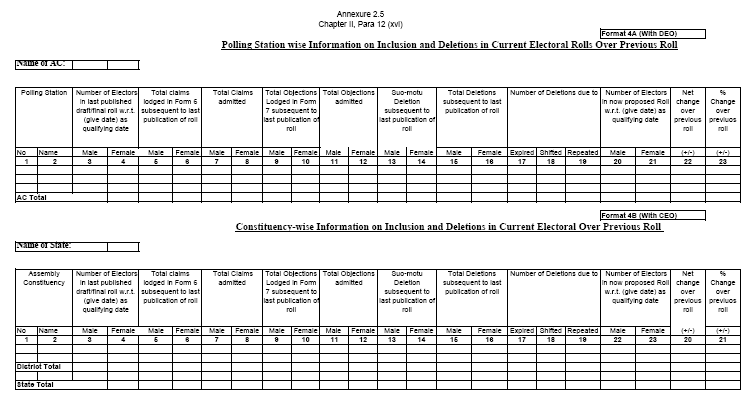 Annexure 2.5
Chapter II, Para 12 (xvi)
Format 4A (With DEO)
Polling Station wise Information on Inclusion and Deletions in Current Electoral Rolls Over Previous Roll
Name of AC:
Polling Station Number of Electors in last published draft/final roll w.r.t. (give date) as qualifying date Total claims lodged in Form 6 subsequent to last publication of roll Total Claims admitted Total Objections Lodged in Form 7 subsequent to last publication of roll Total Objections admitted Suo-motu Deletion subsequent to last publication of roll Total Deletions subsequent to last publication of roll Number of Deletions due to Number of Electors in now proposed Roll w.r.t. (give date) as qualifying date Net change over previous roll % Change over previuos roll
No Name Male Female Male Female Male Female Male Female Male Female Male Female Male Female Expired Shifted Repeated Male Female (+/-) (+/-)
1 2 3 4 5 6 7 8 9 10 11 12 13 14 15 16 17 18 19 20 21 22 23
AC Total
Format 4B (With CEO)
Constituency-wise Information on Inclusion and Deletions in Current Electoral Over Previous Roll
Name of State:
Assembly Constituency Number of Electors in last published draft/final roll w.r.t. (give date) as qualifying date Total claims lodged in Form 6 subsequent to last publication of roll Total Claims admitted Total Objections Lodged in Form 7 subsequent to last publication of roll Total Objections admitted Suo-motu Deletion subsequent to last publication of roll Total Deletions subsequent to last publication of roll Number of Deletions due to Number of Electors in now proposed Roll w.r.t. (give date) as qualifying date Net change over previous roll % Change over previuos roll
No Name Male Female Male Female Male Female Male Female Male Female Male Female Male Female Expired Shifted Repeated Male Female (+/-) (+/-)
1 2 3 4 5 6 7 8 9 10 11 12 13 14 15 16 17 18 19 22 23 20 21
District Total
State Total